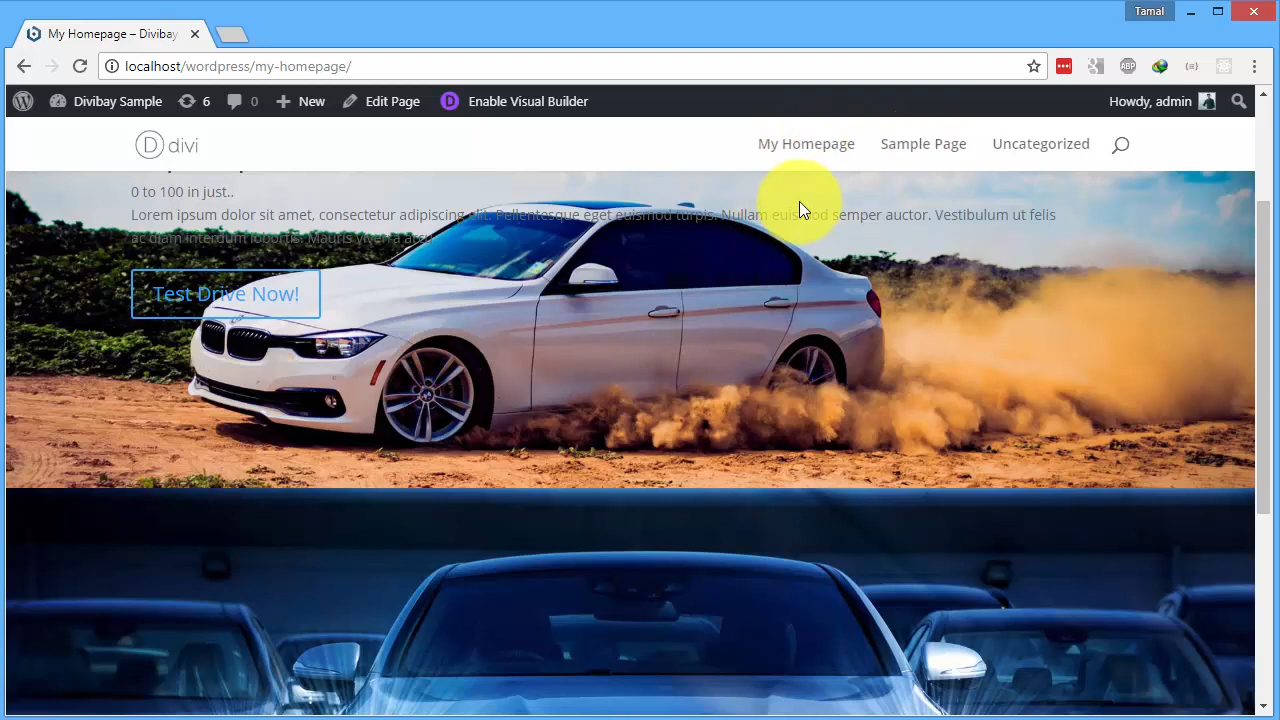 Tamal
My Homepage – Divibay
localhost/wordpress/my-homepage/
ABP
Divibay Sample 6 0 New Edit Page D Enable Visual Builder Howdy, admin
D divi My Homepage Sample Page Uncategorized
0 to 100 in just..
Lorem ipsum dolor sit amet, consectetur adipiscing elit. Pellentesque eget euismod turpis. Nullam euismod semper auctor. Vestibulum ut felis
ac diam interdum lobortis. Mauris viverra arcu
Test Drive Now!